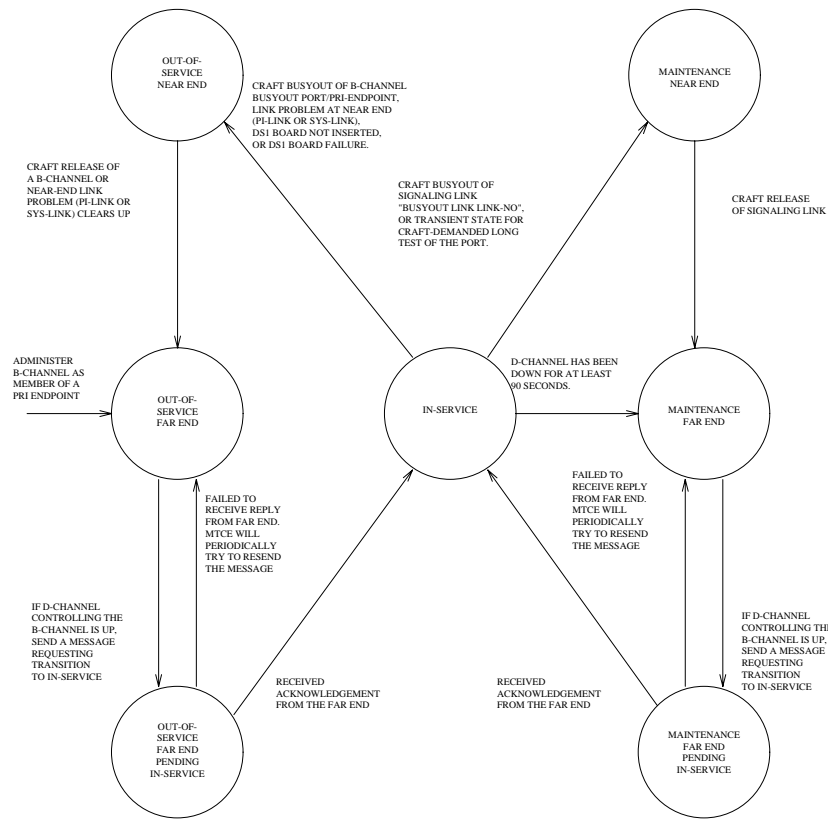 OUT-OF-
SERVICE
NEAR END
MAINTENANCE
NEAR END
CRAFT BUSYOUT OF B-CHANNEL
BUSYOUT PORT/PRI-ENDPOINT,
LINK PROBLEM AT NEAR END
(PI-LINK OR SYS-LINK),
DS1 BOARD NOT INSERTED,
OR DS1 BOARD FAILURE.
CRAFT RELEASE OF
A B-CHANNEL OR
NEAR-END LINK
PROBLEM (PI-LINK OR
SYS-LINK) CLEARS UP
CRAFT BUSYOUT OF
SIGNALING LINK
"BUSYOUT LINK LINK-NO",
OR TRANSIENT STATE FOR
CRAFT-DEMANDED LONG
TEST OF THE PORT.
CRAFT RELEASE
OF SIGNALING LINK
ADMINISTER
B-CHANNEL AS
MEMBER OF A
PRI ENDPOINT
OUT-OF-
SERVICE
FAR END
IN-SERVICE
D-CHANNEL HAS BEEN
DOWN FOR AT LEAST
90 SECONDS.
MAINTENANCE
FAR END
FAILED TO
RECEIVE REPLY
FROM FAR END.
MTCE WILL
PERIODICALLY
TRY TO RESEND
THE MESSAGE
FAILED TO
RECEIVE REPLY
FROM FAR END.
MTCE WILL
PERIODICALLY
TRY TO RESEND
THE MESSAGE
IF D-CHANNEL
CONTROLLING THE
B-CHANNEL IS UP,
SEND A MESSAGE
REQUESTING
TRANSITION
TO IN-SERVICE
IF D-CHANNEL
CONTROLLING THE
B-CHANNEL IS UP,
SEND A MESSAGE
REQUESTING
TRANSITION
TO IN-SERVICE
RECEIVED
ACKNOWLEDGEMENT
FROM THE FAR END
RECEIVED
ACKNOWLEDGEMENT
FROM THE FAR END
OUT-OF-
SERVICE
FAR END
PENDING
IN-SERVICE
MAINTENANCE
FAR END
PENDING
IN-SERVICE